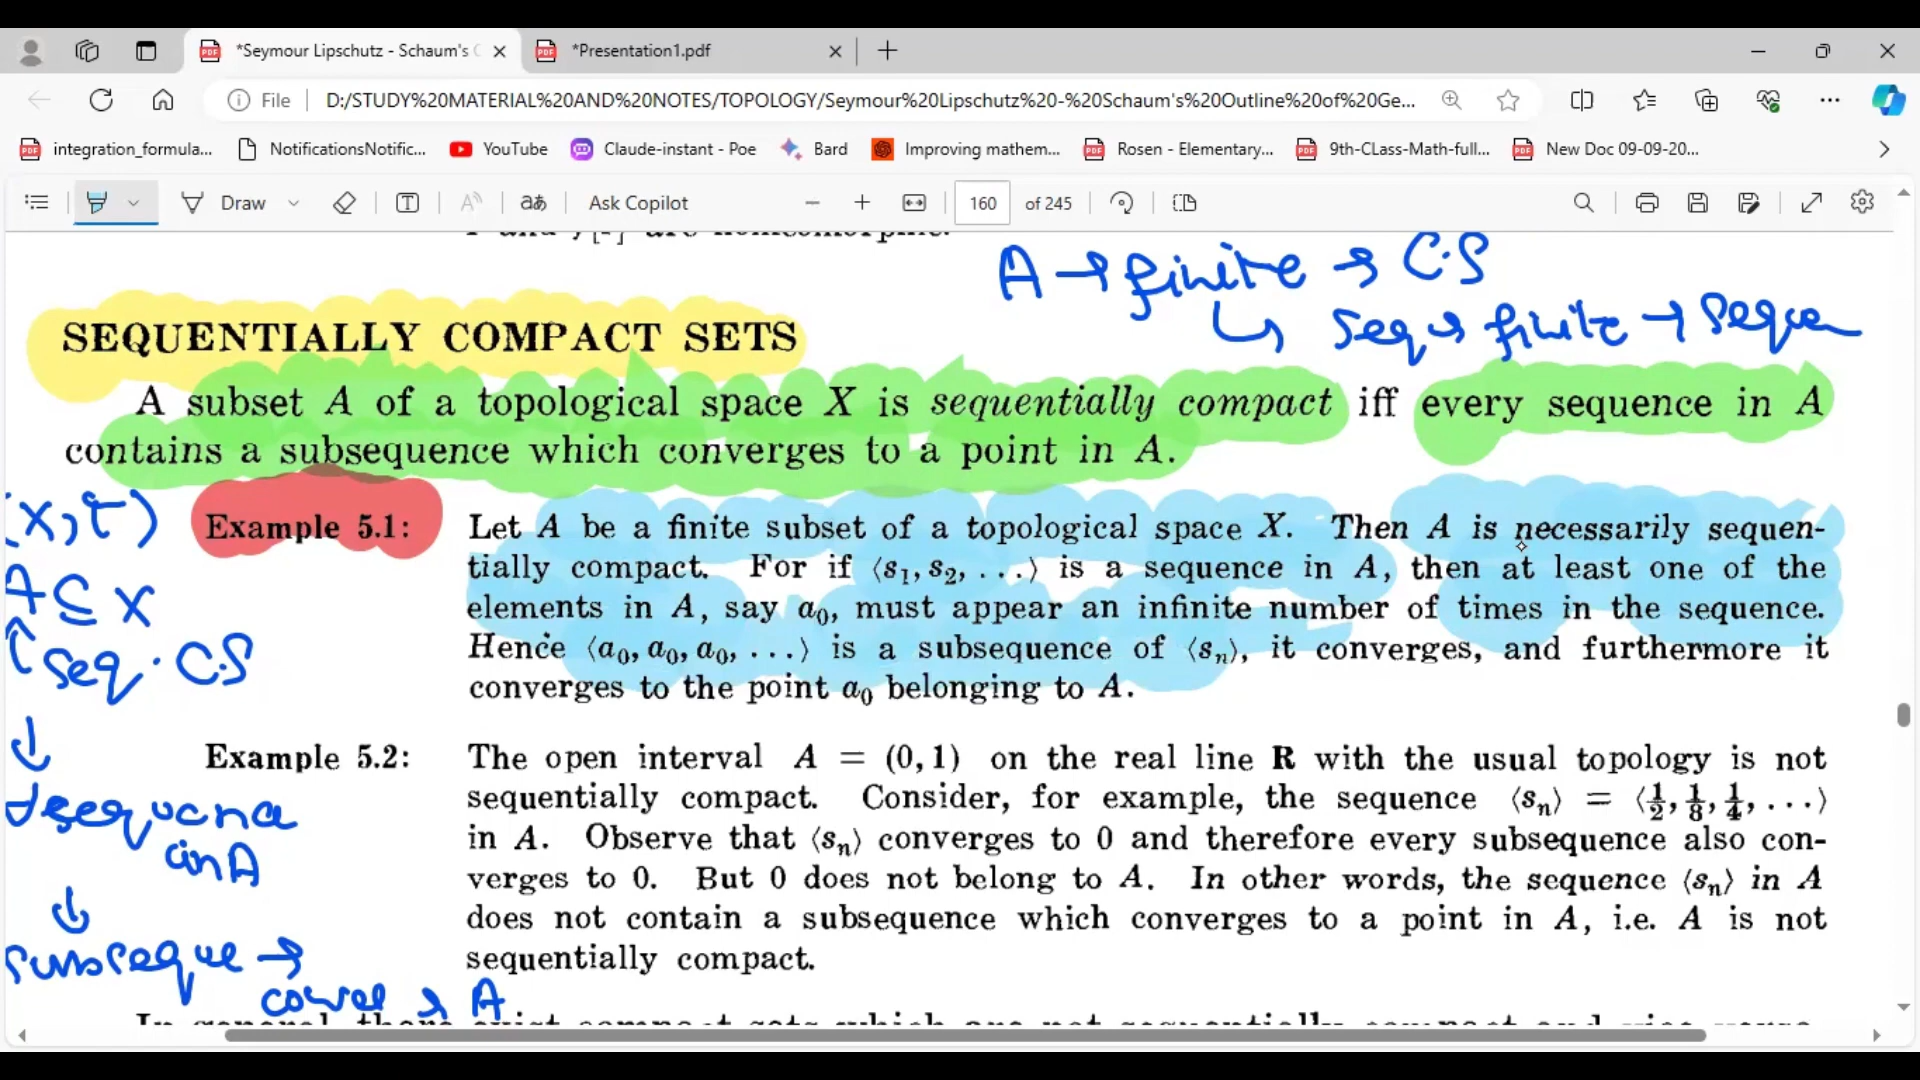 *Seymour Lipschutz - Schaum's *Presentation1.pdf
File D:/STUDY%20MATERIAL%20AND%20NOTES/TOPOLOGY/Seymour%20Lipschutz%20-%20Schaum's%20Outline%20of%20Ge...
integration_formula... NotificationsNotific... YouTube Claude-instant - Poe Bard Improving mathem... Rosen - Elementary... 9th-CLass-Math-full... New Doc 09-09-20...
Draw T aあ Ask Copilot 160 of 245
A → finite → C·S
SEQUENTIALLY COMPACT SETS
Seq → finite → Seque
A subset A of a topological space X is sequentially compact iff every sequence in A
contains a subsequence which converges to a point in A.
(X, τ)
A ⊆ X
Seq. C·S
↓
∀ sequence
in A
↓
subseque →
conver → A
Example 5.1: Let A be a finite subset of a topological space X. Then A is necessarily sequen-
tially compact. For if ⟨s₁, s₂, . . .⟩ is a sequence in A, then at least one of the
elements in A, say a₀, must appear an infinite number of times in the sequence.
Hence ⟨a₀, a₀, a₀, . . .⟩ is a subsequence of ⟨sₙ⟩, it converges, and furthermore it
converges to the point a₀ belonging to A.
Example 5.2: The open interval A = (0, 1) on the real line R with the usual topology is not
sequentially compact. Consider, for example, the sequence ⟨sₙ⟩ = ⟨1/2, 1/8, 1/4, . . .⟩
in A. Observe that ⟨sₙ⟩ converges to 0 and therefore every subsequence also con-
verges to 0. But 0 does not belong to A. In other words, the sequence ⟨sₙ⟩ in A
does not contain a subsequence which converges to a point in A, i.e. A is not
sequentially compact.